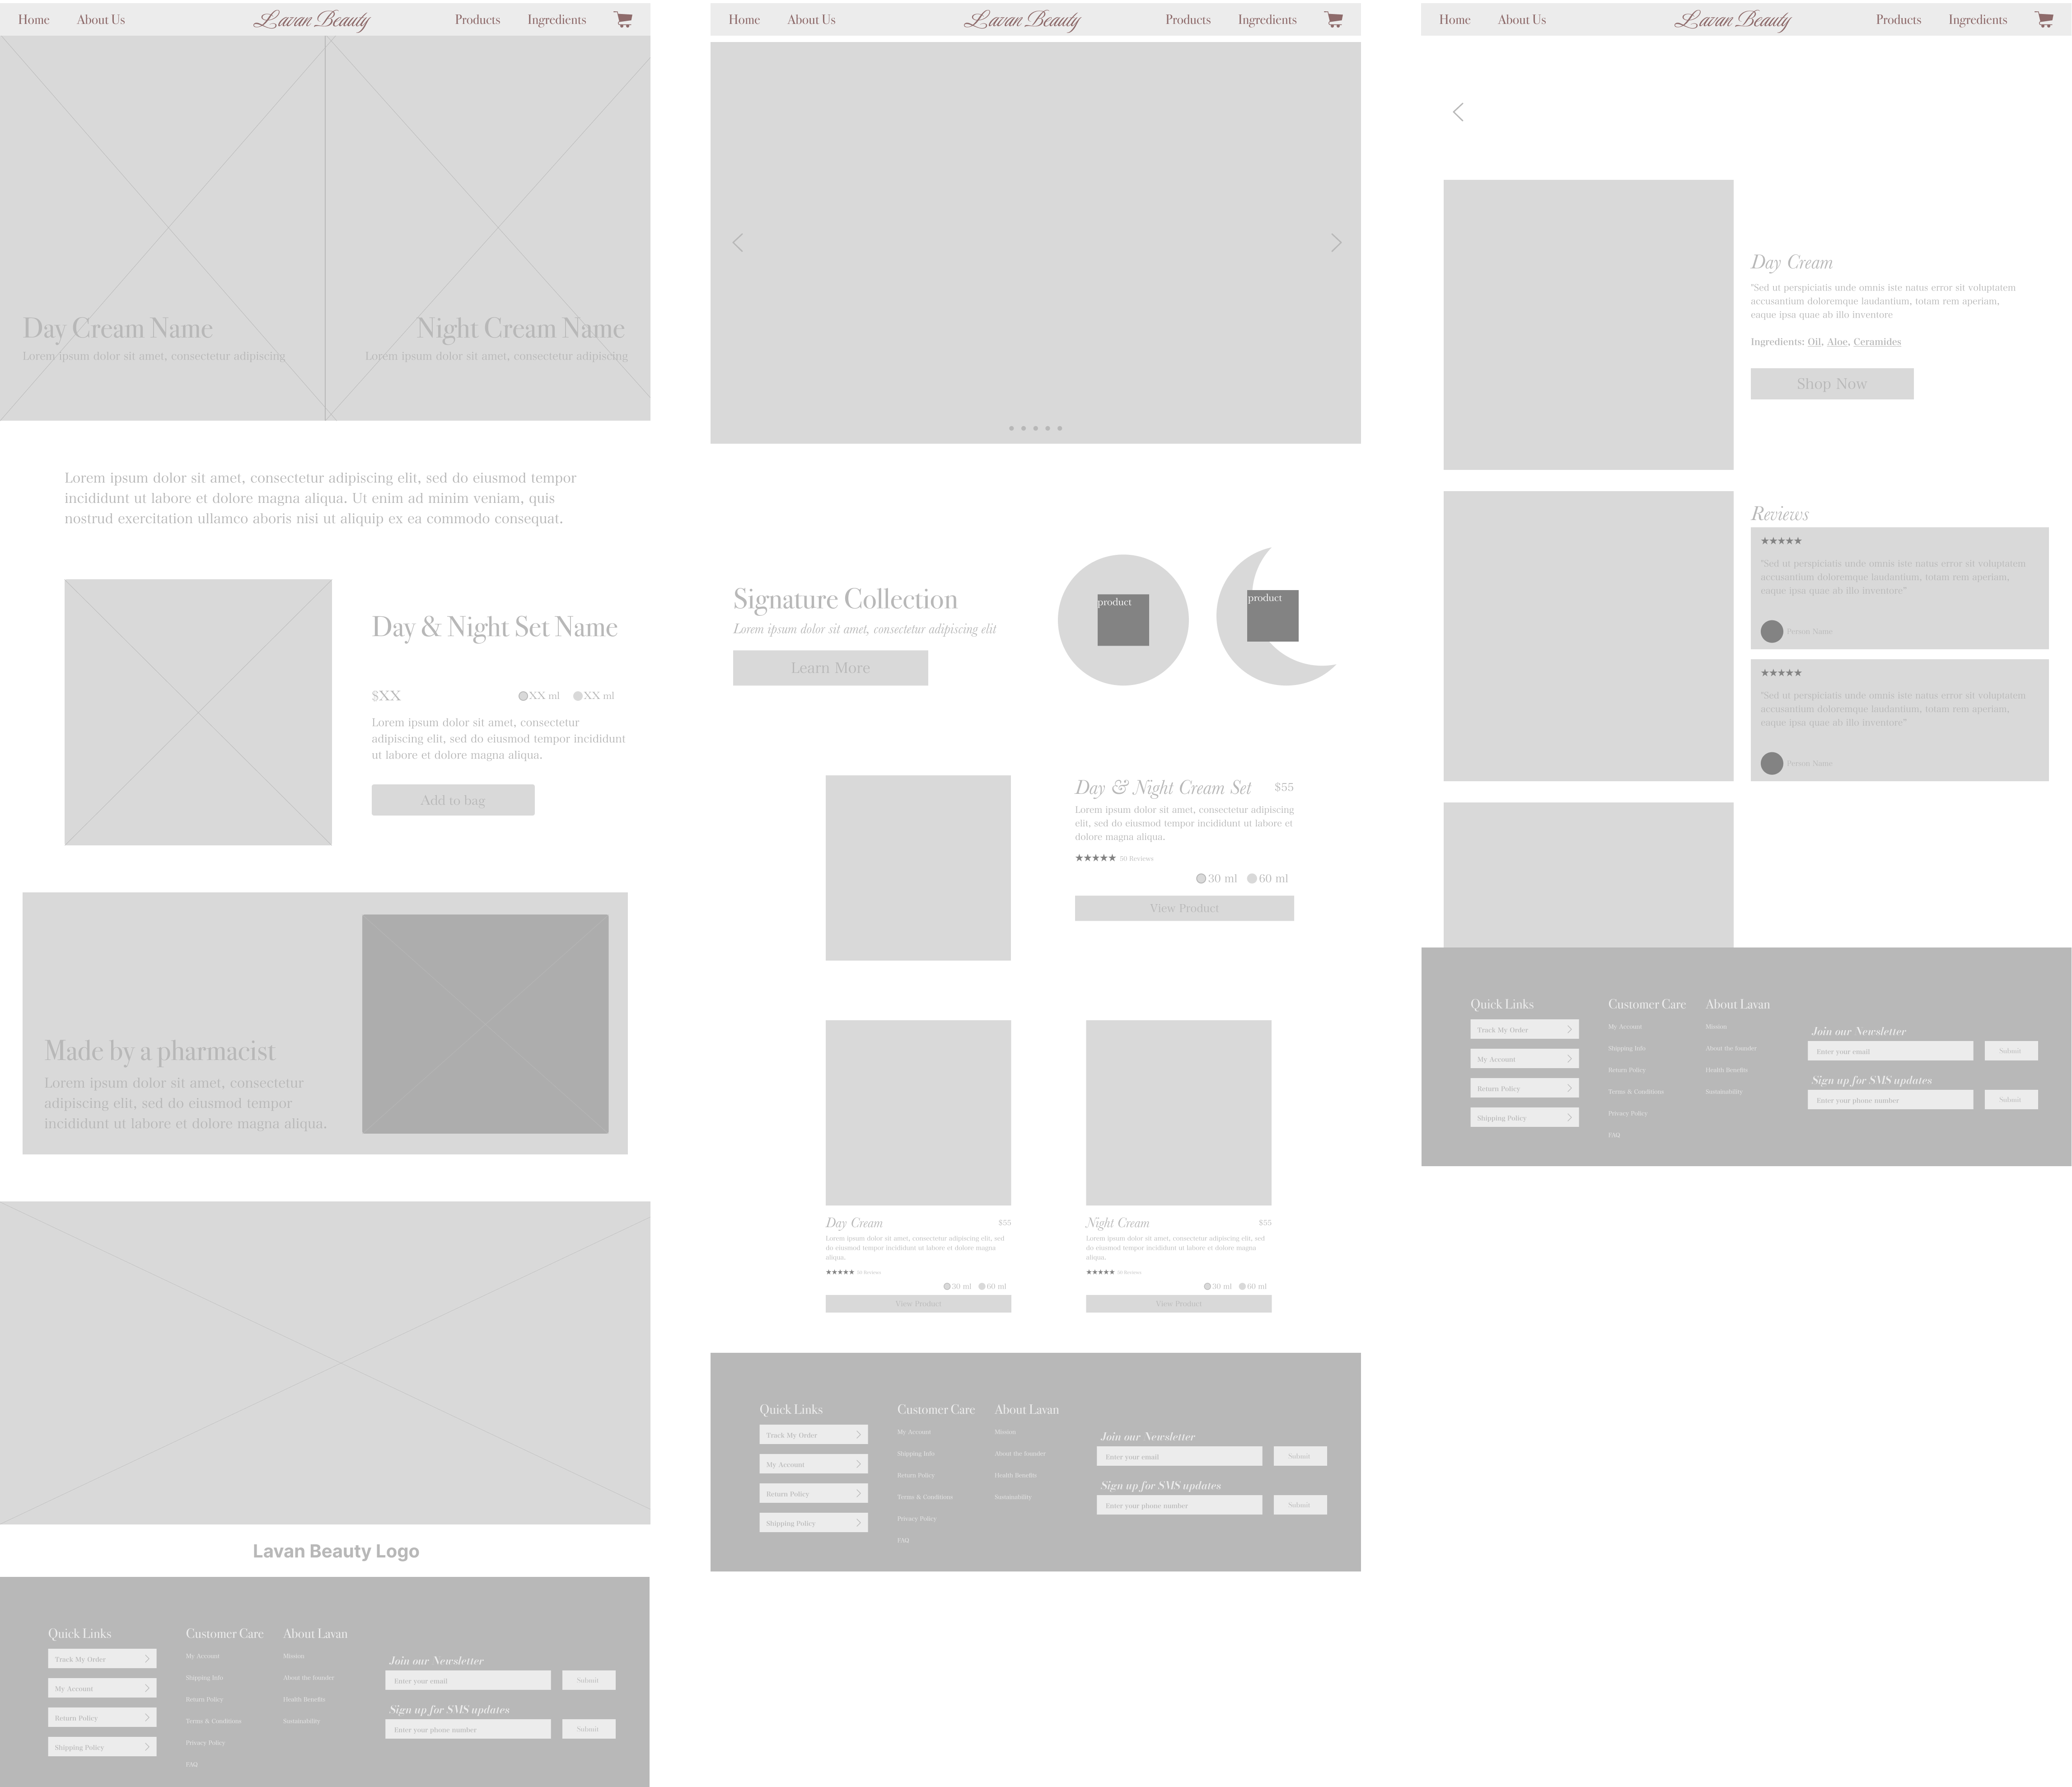 Home About Us Lavan Beauty Products Ingredients
Day Cream Name
Lorem ipsum dolor sit amet, consectetur adipiscing
Night Cream Name
Lorem ipsum dolor sit amet, consectetur adipiscing
Lorem ipsum dolor sit amet, consectetur adipiscing elit, sed do eiusmod tempor
incididunt ut labore et dolore magna aliqua. Ut enim ad minim veniam, quis
nostrud exercitation ullamco aboris nisi ut aliquip ex ea commodo consequat.
Day & Night Set Name
$XX XX ml XX ml
Lorem ipsum dolor sit amet, consectetur
adipiscing elit, sed do eiusmod tempor incididunt
ut labore et dolore magna aliqua.
Add to bag
Made by a pharmacist
Lorem ipsum dolor sit amet, consectetur
adipiscing elit, sed do eiusmod tempor
incididunt ut labore et dolore magna aliqua.
Lavan Beauty Logo
Quick Links
Track My Order
My Account
Return Policy
Shipping Policy
Customer Care
My Account
Shipping Info
Return Policy
Terms & Conditions
Privacy Policy
FAQ
About Lavan
Mission
About the founder
Health Benefits
Sustainability
Join our Newsletter
Enter your email Submit
Sign up for SMS updates
Enter your phone number Submit
Home About Us Lavan Beauty Products Ingredients
Signature Collection
Lorem ipsum dolor sit amet, consectetur adipiscing elit
Learn More
product
product
Day & Night Cream Set $55
Lorem ipsum dolor sit amet, consectetur adipiscing
elit, sed do eiusmod tempor incididunt ut labore et
dolore magna aliqua.
★★★★★ 50 Reviews
30 ml 60 ml
View Product
Day Cream $55
Lorem ipsum dolor sit amet, consectetur adipiscing elit, sed
do eiusmod tempor incididunt ut labore et dolore magna
aliqua.
★★★★★ 50 Reviews
30 ml 60 ml
View Product
Night Cream $55
Lorem ipsum dolor sit amet, consectetur adipiscing elit, sed
do eiusmod tempor incididunt ut labore et dolore magna
aliqua.
★★★★★ 50 Reviews
30 ml 60 ml
View Product
Quick Links
Track My Order
My Account
Return Policy
Shipping Policy
Customer Care
My Account
Shipping Info
Return Policy
Terms & Conditions
Privacy Policy
FAQ
About Lavan
Mission
About the founder
Health Benefits
Sustainability
Join our Newsletter
Enter your email Submit
Sign up for SMS updates
Enter your phone number Submit
Home About Us Lavan Beauty Products Ingredients
Day Cream
"Sed ut perspiciatis unde omnis iste natus error sit voluptatem
accusantium doloremque laudantium, totam rem aperiam,
eaque ipsa quae ab illo inventore
Ingredients: Oil, Aloe, Ceramides
Shop Now
Reviews
★★★★★
"Sed ut perspiciatis unde omnis iste natus error sit voluptatem
accusantium doloremque laudantium, totam rem aperiam,
eaque ipsa quae ab illo inventore"
Person Name
★★★★★
"Sed ut perspiciatis unde omnis iste natus error sit voluptatem
accusantium doloremque laudantium, totam rem aperiam,
eaque ipsa quae ab illo inventore"
Person Name
Quick Links
Track My Order
My Account
Return Policy
Shipping Policy
Customer Care
My Account
Shipping Info
Return Policy
Terms & Conditions
Privacy Policy
FAQ
About Lavan
Mission
About the founder
Health Benefits
Sustainability
Join our Newsletter
Enter your email Submit
Sign up for SMS updates
Enter your phone number Submit